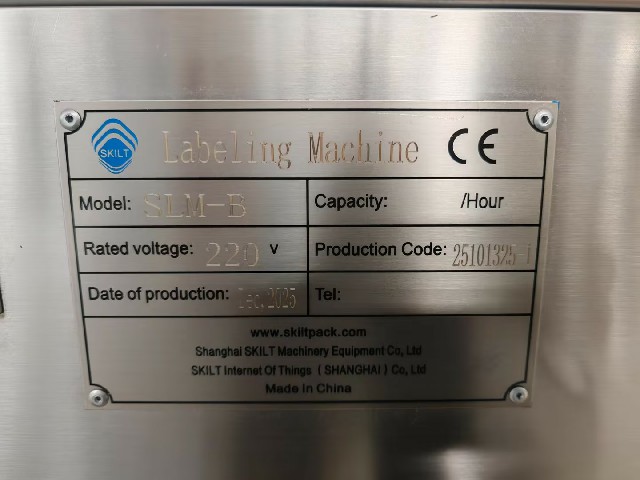 SKILT
Labeling Machine CE
Model: SLM-B
Capacity: /Hour
Rated voltage: 220 V
Production Code: 25101325-1
Date of production: Dec. 2025
Tel:
www.skiltpack.com
Shanghai SKILT Machinery Equipment Co, Ltd
SKILT Internet Of Things ( SHANGHAI ) Co, Ltd
Made in China